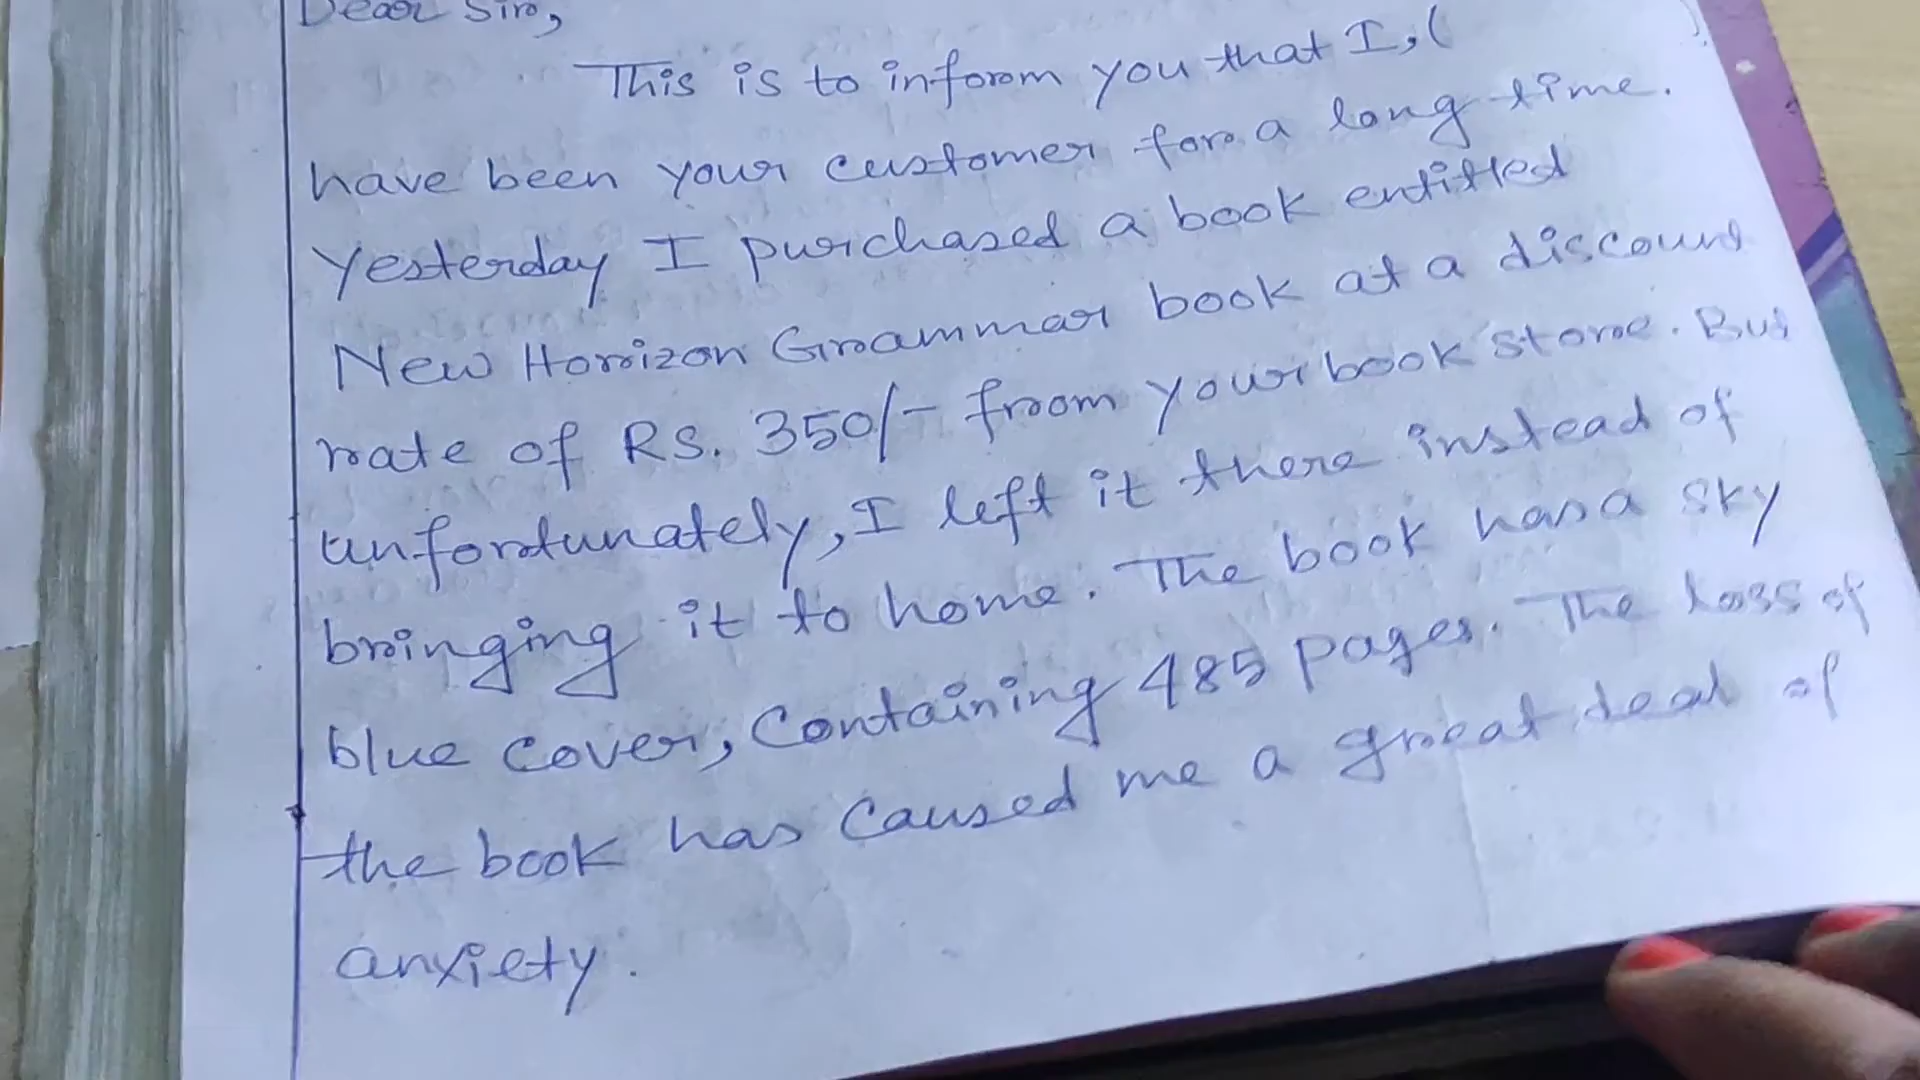 Dear Sir,
This is to inform you that I, (
have been your customer for a long time.
Yesterday I purchased a book entitled
New Horizon Grammar book at a discount
rate of RS. 350/- from your book store. But
unfortunately, I left it there instead of
bringing it to home. The book has a sky
blue cover, Containing 485 pages. The loss of
the book has caused me a great deal of
anxiety.